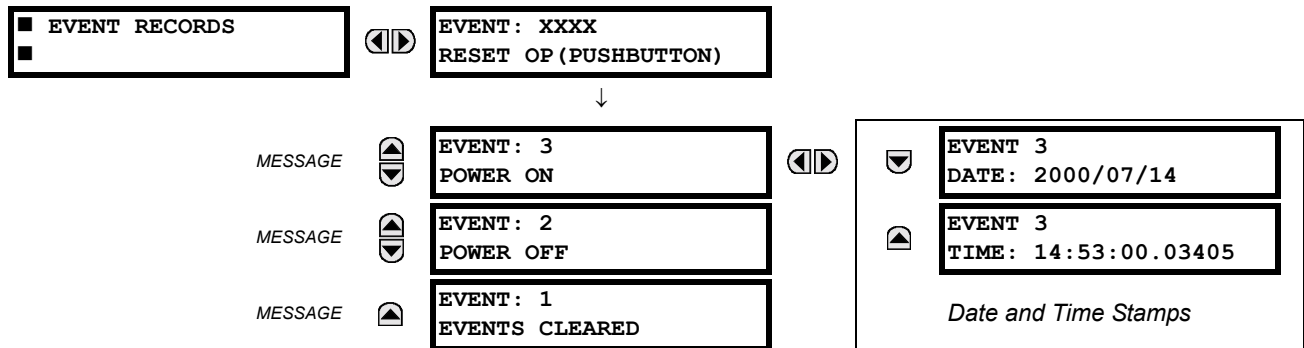 EVENT RECORDS
EVENT: XXXX
RESET OP(PUSHBUTTON)
↓
MESSAGE
EVENT: 3
POWER ON
EVENT 3
DATE: 2000/07/14
MESSAGE
EVENT: 2
POWER OFF
EVENT 3
TIME: 14:53:00.03405
MESSAGE
EVENT: 1
EVENTS CLEARED
Date and Time Stamps